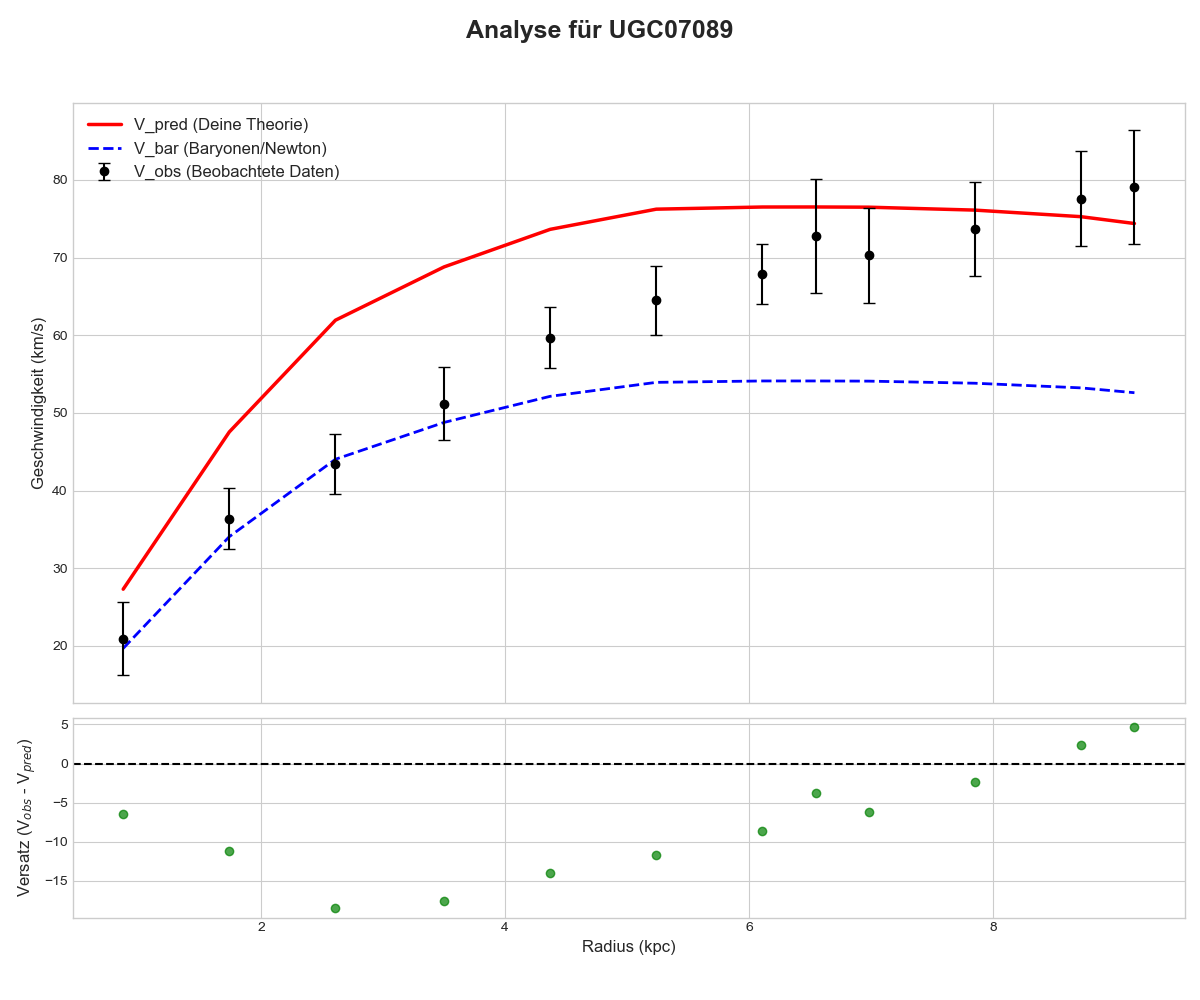 Analyse für UGC07089
V_pred (Deine Theorie)
V_bar (Baryonen/Newton)
V_obs (Beobachtete Daten)
Geschwindigkeit (km/s)
80
70
60
50
40
30
20
Versatz (V_obs - V_pred)
5
0
−5
−10
−15
2
4
6
8
Radius (kpc)